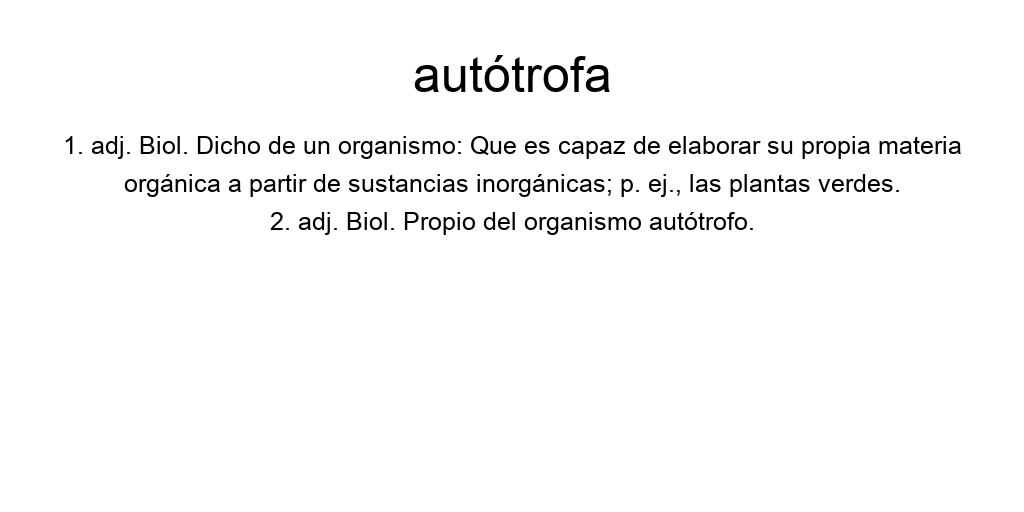 autótrofa
1. adj. Biol. Dicho de un organismo: Que es capaz de elaborar su propia materia
orgánica a partir de sustancias inorgánicas; p. ej., las plantas verdes.
2. adj. Biol. Propio del organismo autótrofo.